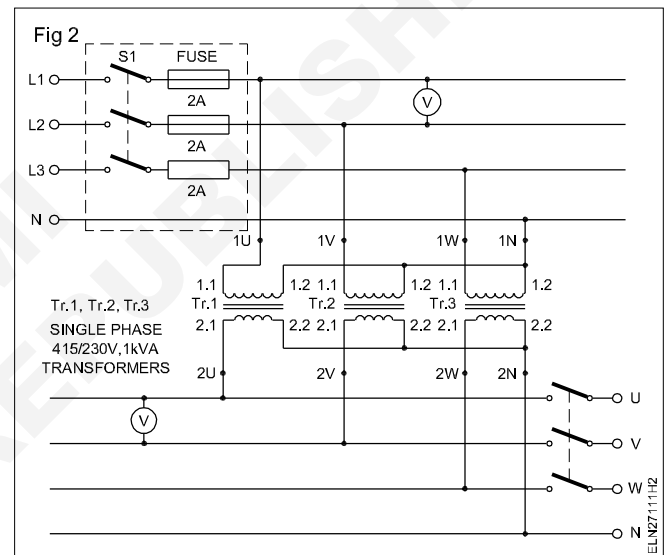 Fig 2
S1 FUSE
L1
2A
V
L2
2A
L3
2A
N
1U 1V 1W 1N
1.1 1.2 1.1 1.2 1.1 1.2
Tr.1 Tr.2 Tr.3
2.1 2.2 2.1 2.2 2.1 2.2
Tr.1, Tr.2, Tr.3
SINGLE PHASE
415/230V,1kVA
TRANSFORMERS
2U 2V 2W 2N
U
V
V
W
N
ELN27111H2
REPUBLISH